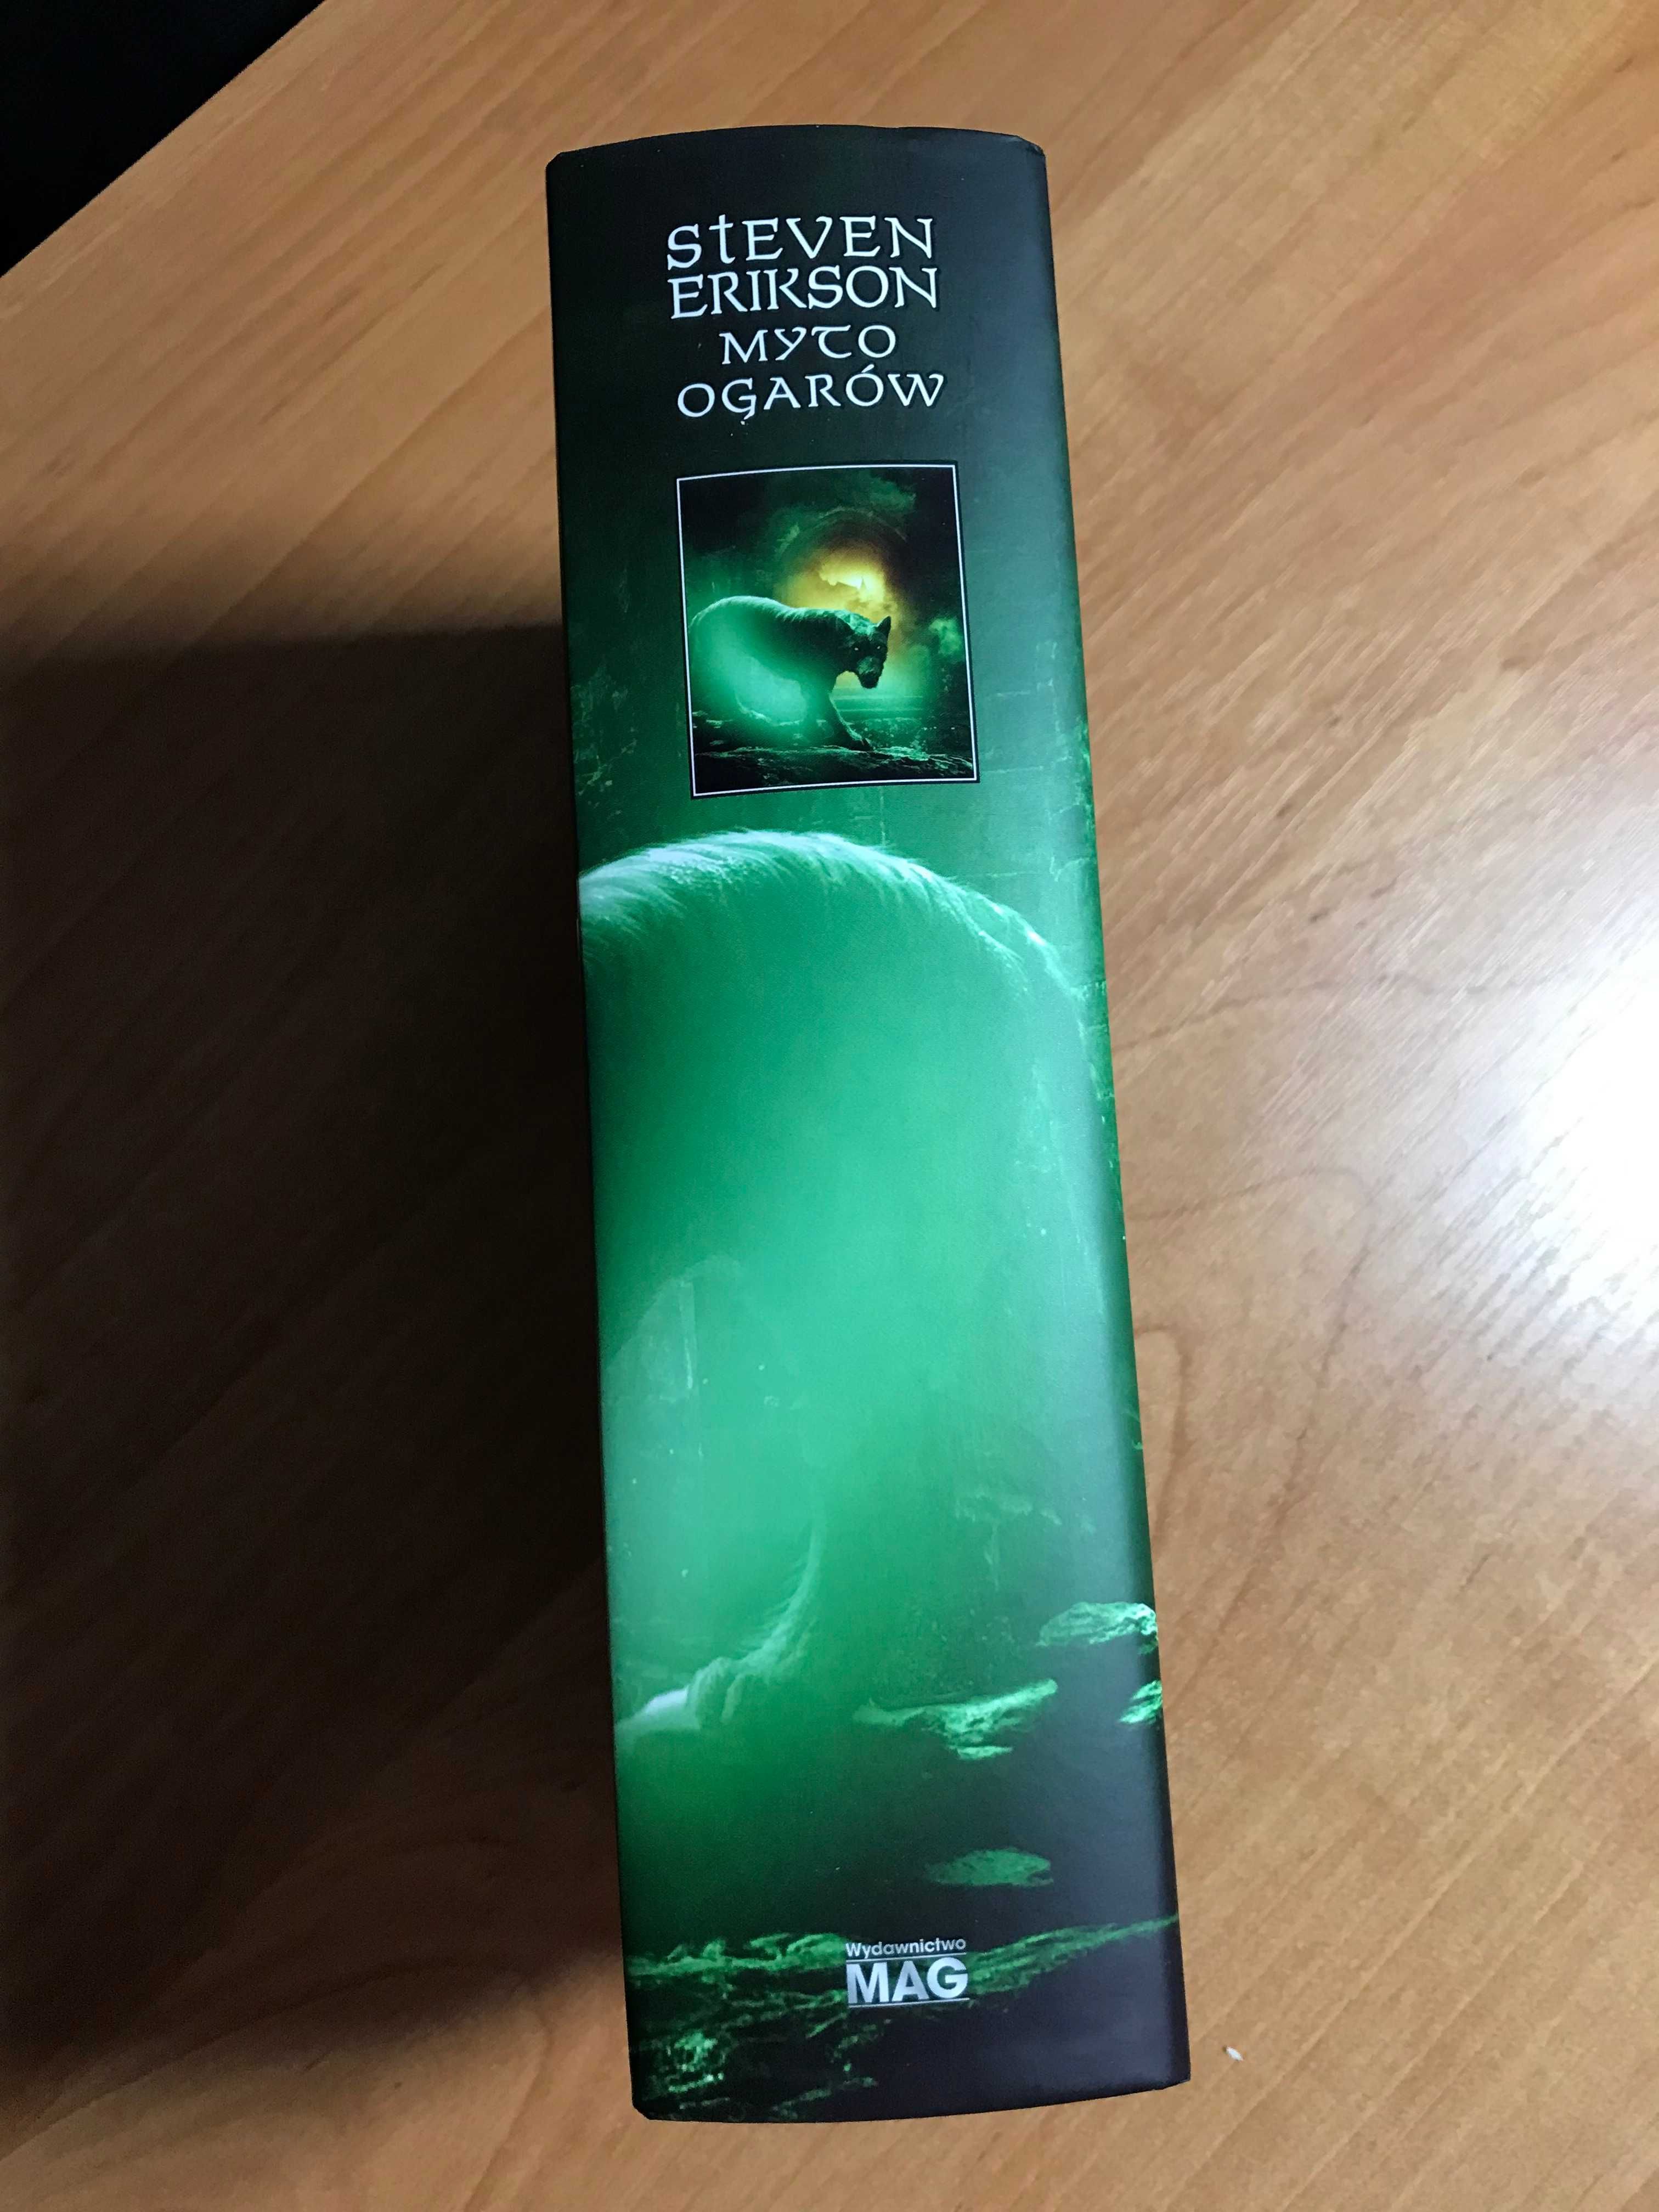 StEVEN
ERIKSON
MYTO
OGARÓW
Wydawnictwo
MAG